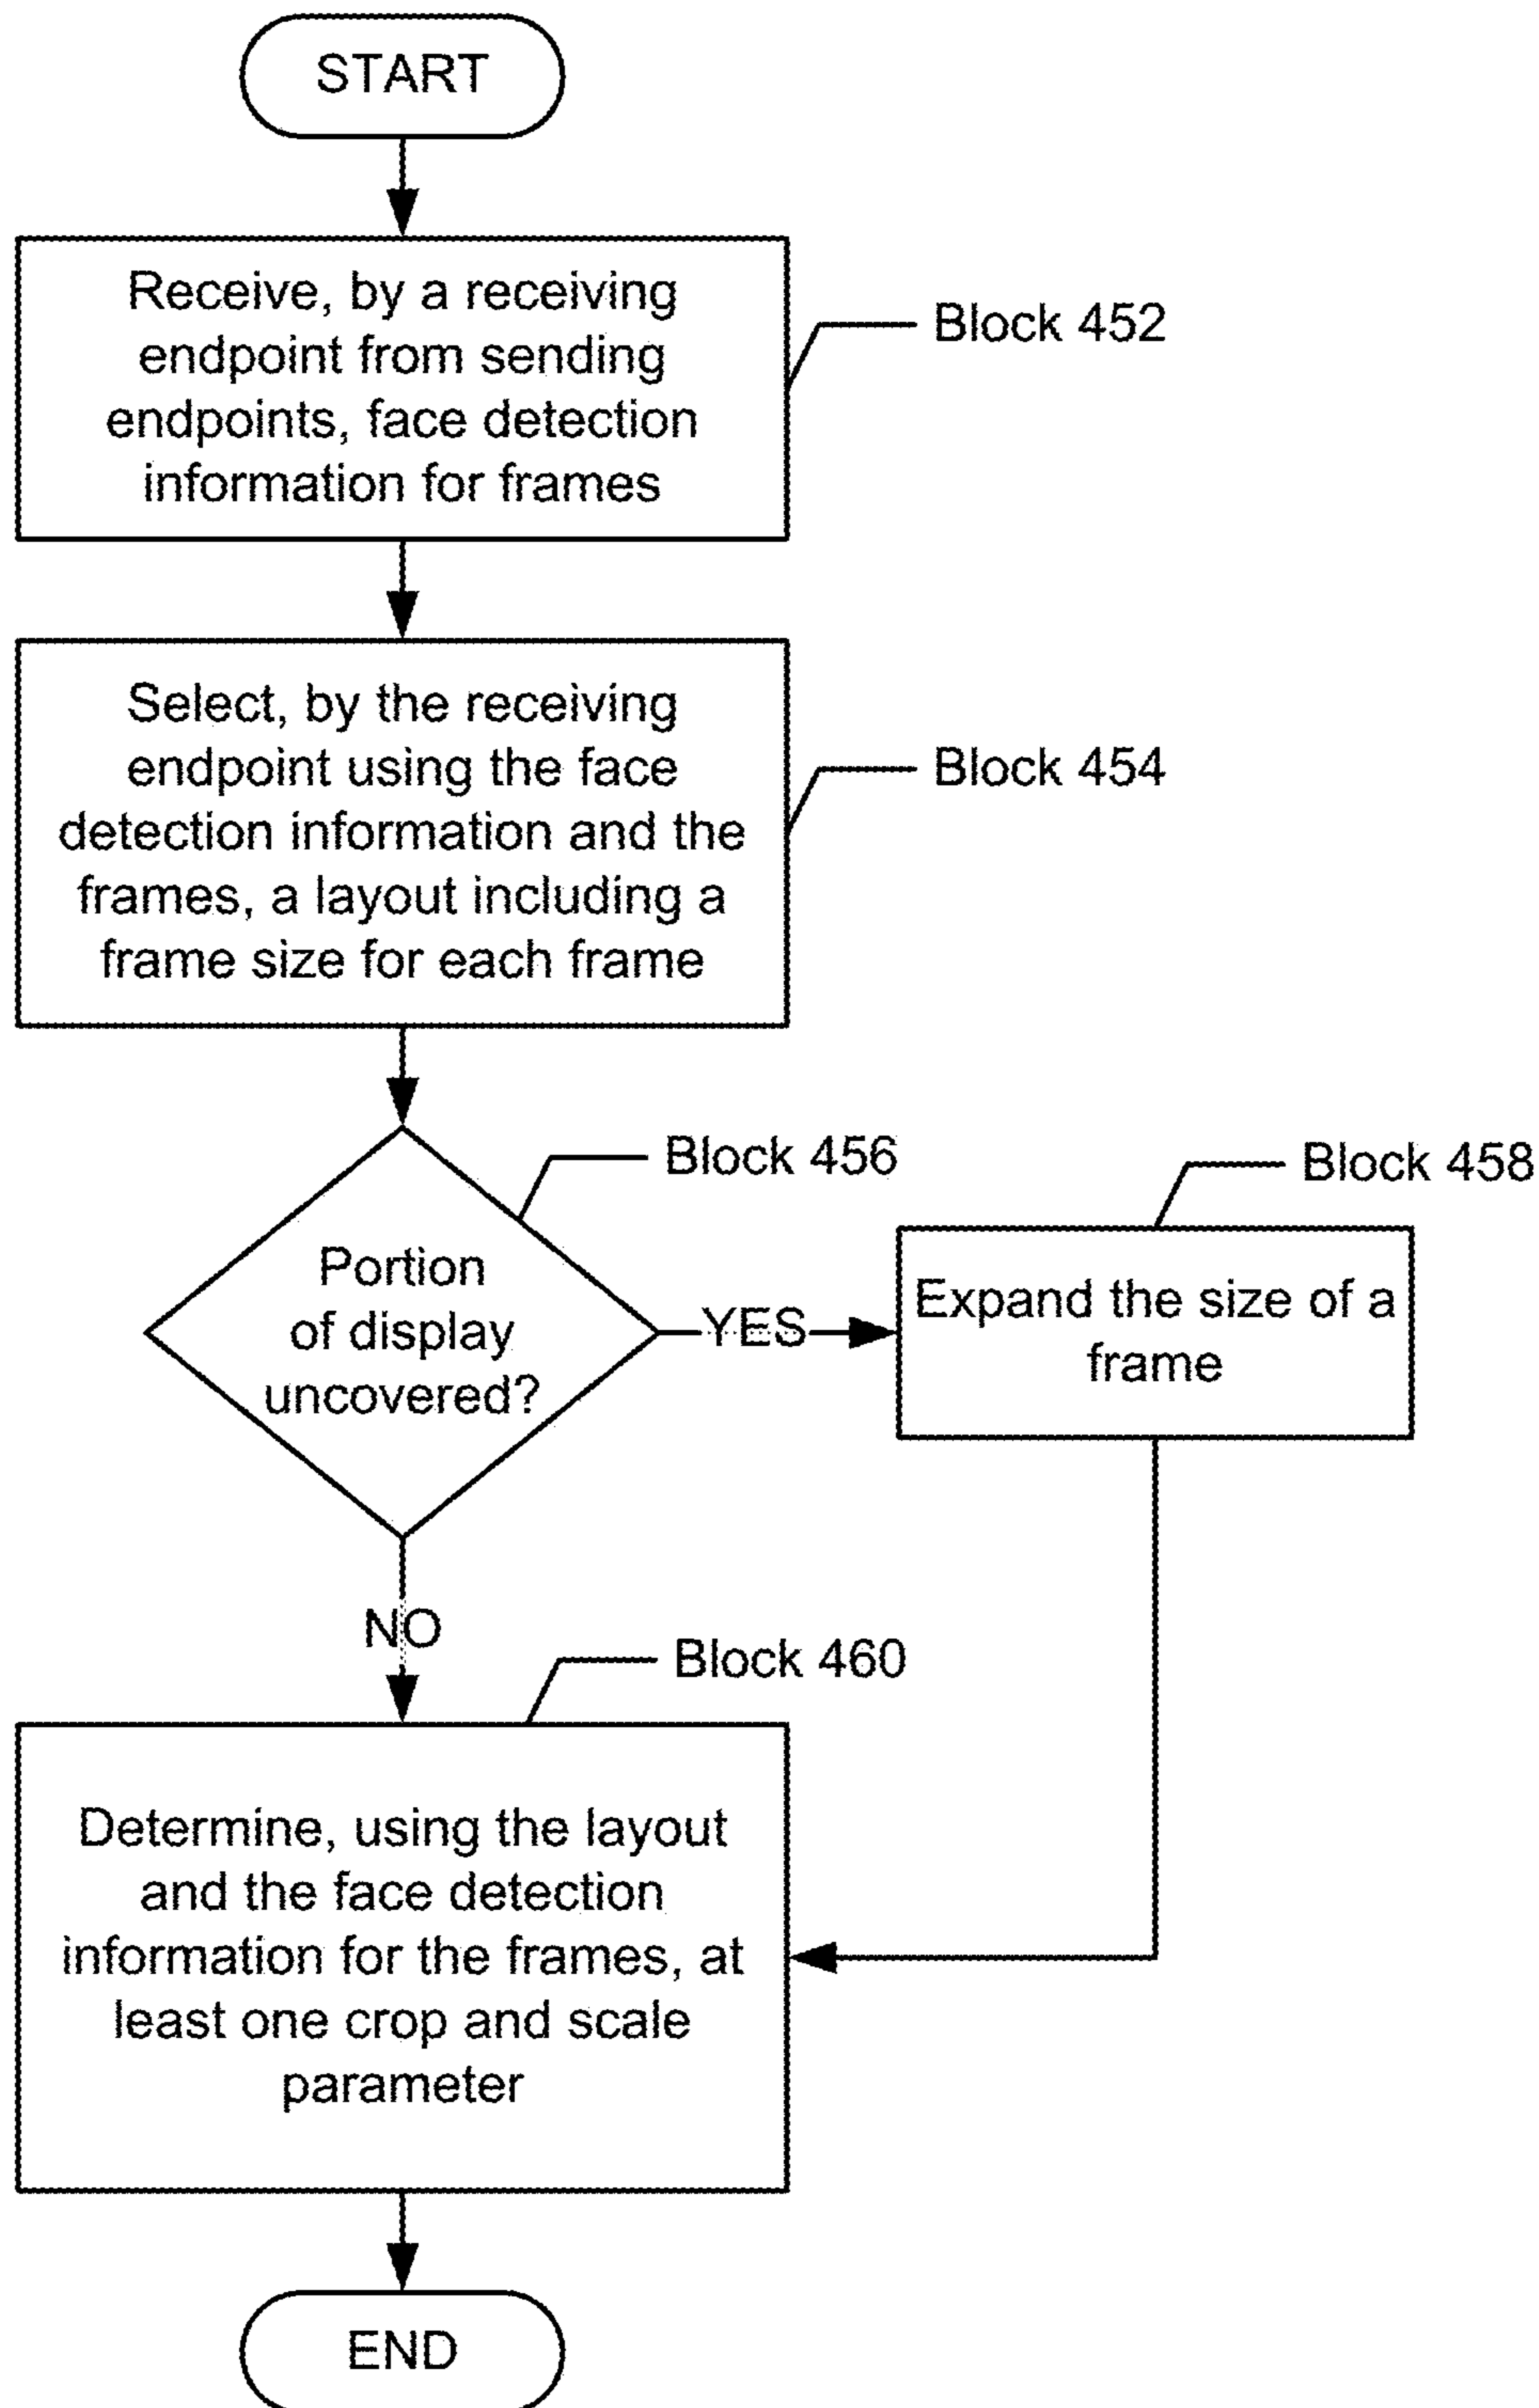 START
Receive, by a receiving
endpoint from sending
endpoints, face detection
information for frames
Block 452
Select, by the receiving
endpoint using the face
detection information and the
frames, a layout including a
frame size for each frame
Block 454
Block 456
Portion
of display
uncovered?
YES
Block 458
Expand the size of a
frame
NO
Block 460
Determine, using the layout
and the face detection
information for the frames, at
least one crop and scale
parameter
END